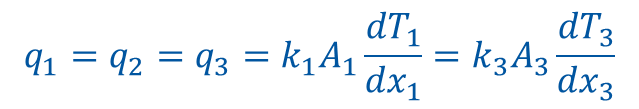 q₁ = q₂ = q₃ = k₁A₁ dT₁/dx₁ = k₃A₃ dT₃/dx₃